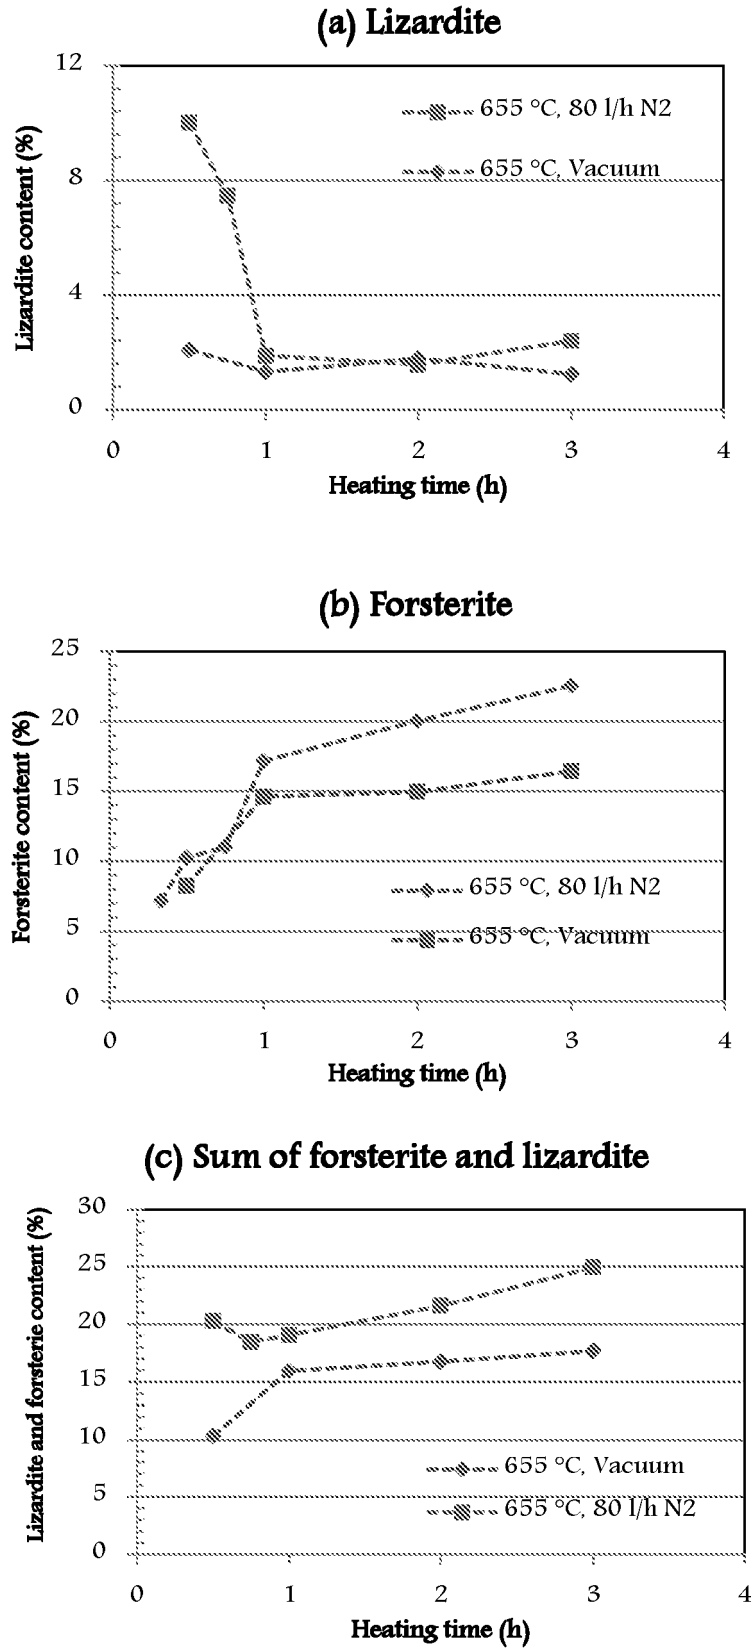 (a) Lizardite
12
8
4
0
0
1
2
3
4
Lizardite content (%)
Heating time (h)
655 °C, 80 l/h N2
655 °C, Vacuum
(b) Forsterite
25
20
15
10
5
0
0
1
2
3
4
Forsterite content (%)
Heating time (h)
655 °C, 80 l/h N2
655 °C, Vacuum
(c) Sum of forsterite and lizardite
30
25
20
15
10
5
0
0
1
2
3
4
Lizardite and forsterie content (%)
Heating time (h)
655 °C, Vacuum
655 °C, 80 l/h N2